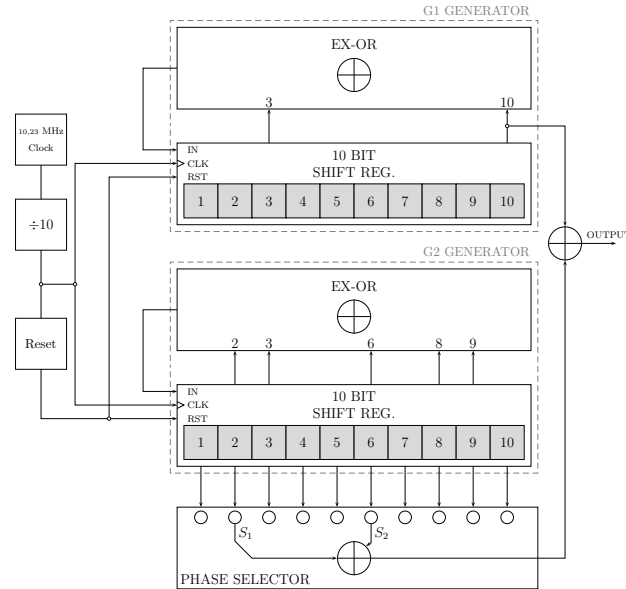 G1 GENERATOR
EX-OR
3 10
10,23 MHz
Clock
IN
CLK
RST
10 BIT
SHIFT REG.
1 2 3 4 5 6 7 8 9 10
÷10
OUTPUT
G2 GENERATOR
EX-OR
2 3 6 8 9
Reset
IN
CLK
RST
10 BIT
SHIFT REG.
1 2 3 4 5 6 7 8 9 10
S1 S2
PHASE SELECTOR